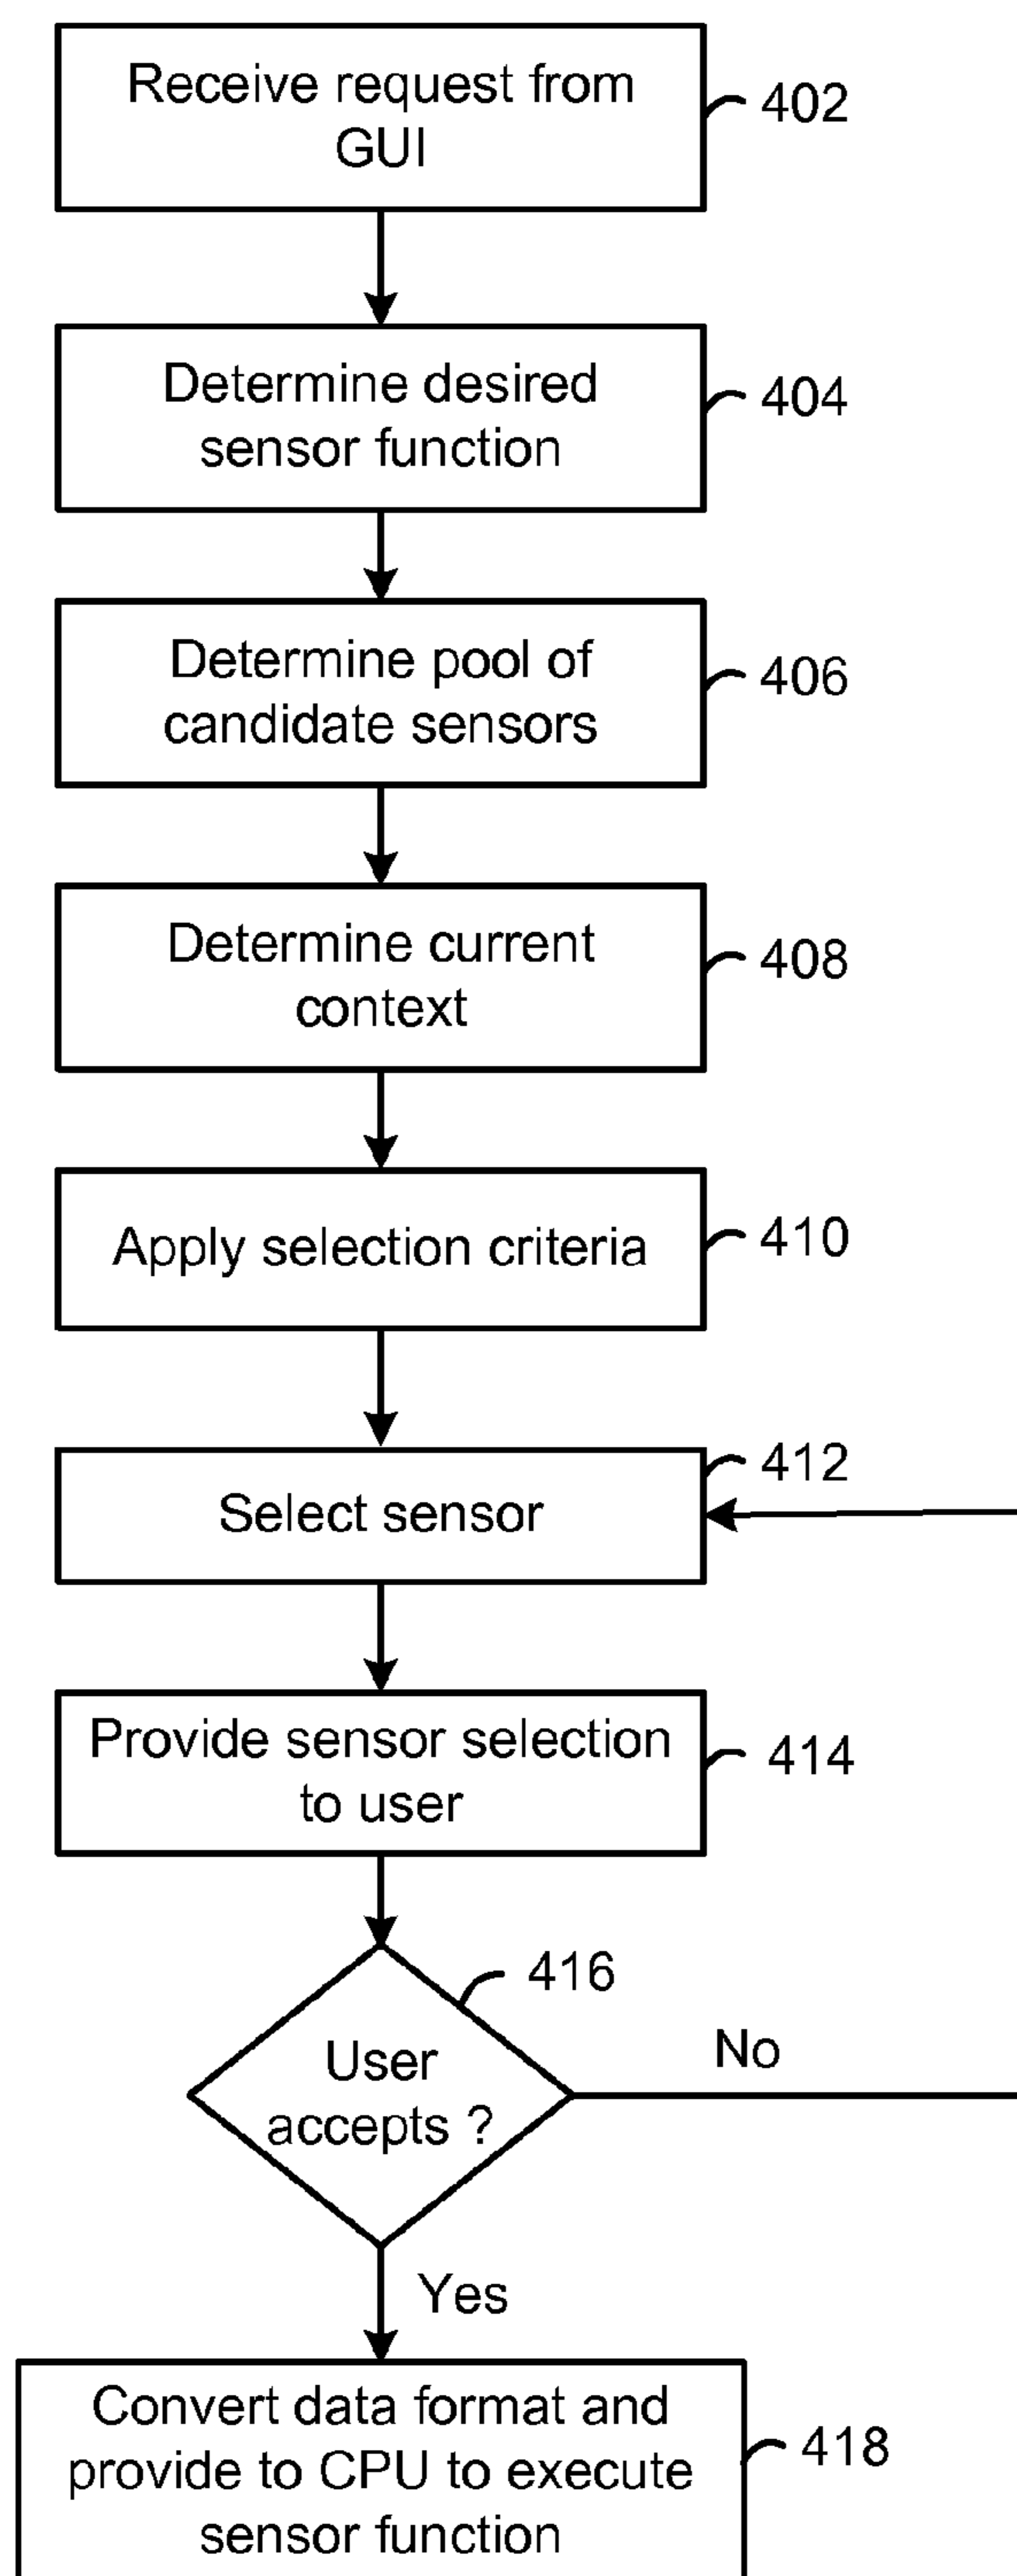 Receive request from
GUI
402
Determine desired
sensor function
404
Determine pool of
candidate sensors
406
Determine current
context
408
Apply selection criteria
410
Select sensor
412
Provide sensor selection
to user
414
User
accepts ?
416
No
Yes
Convert data format and
provide to CPU to execute
sensor function
418